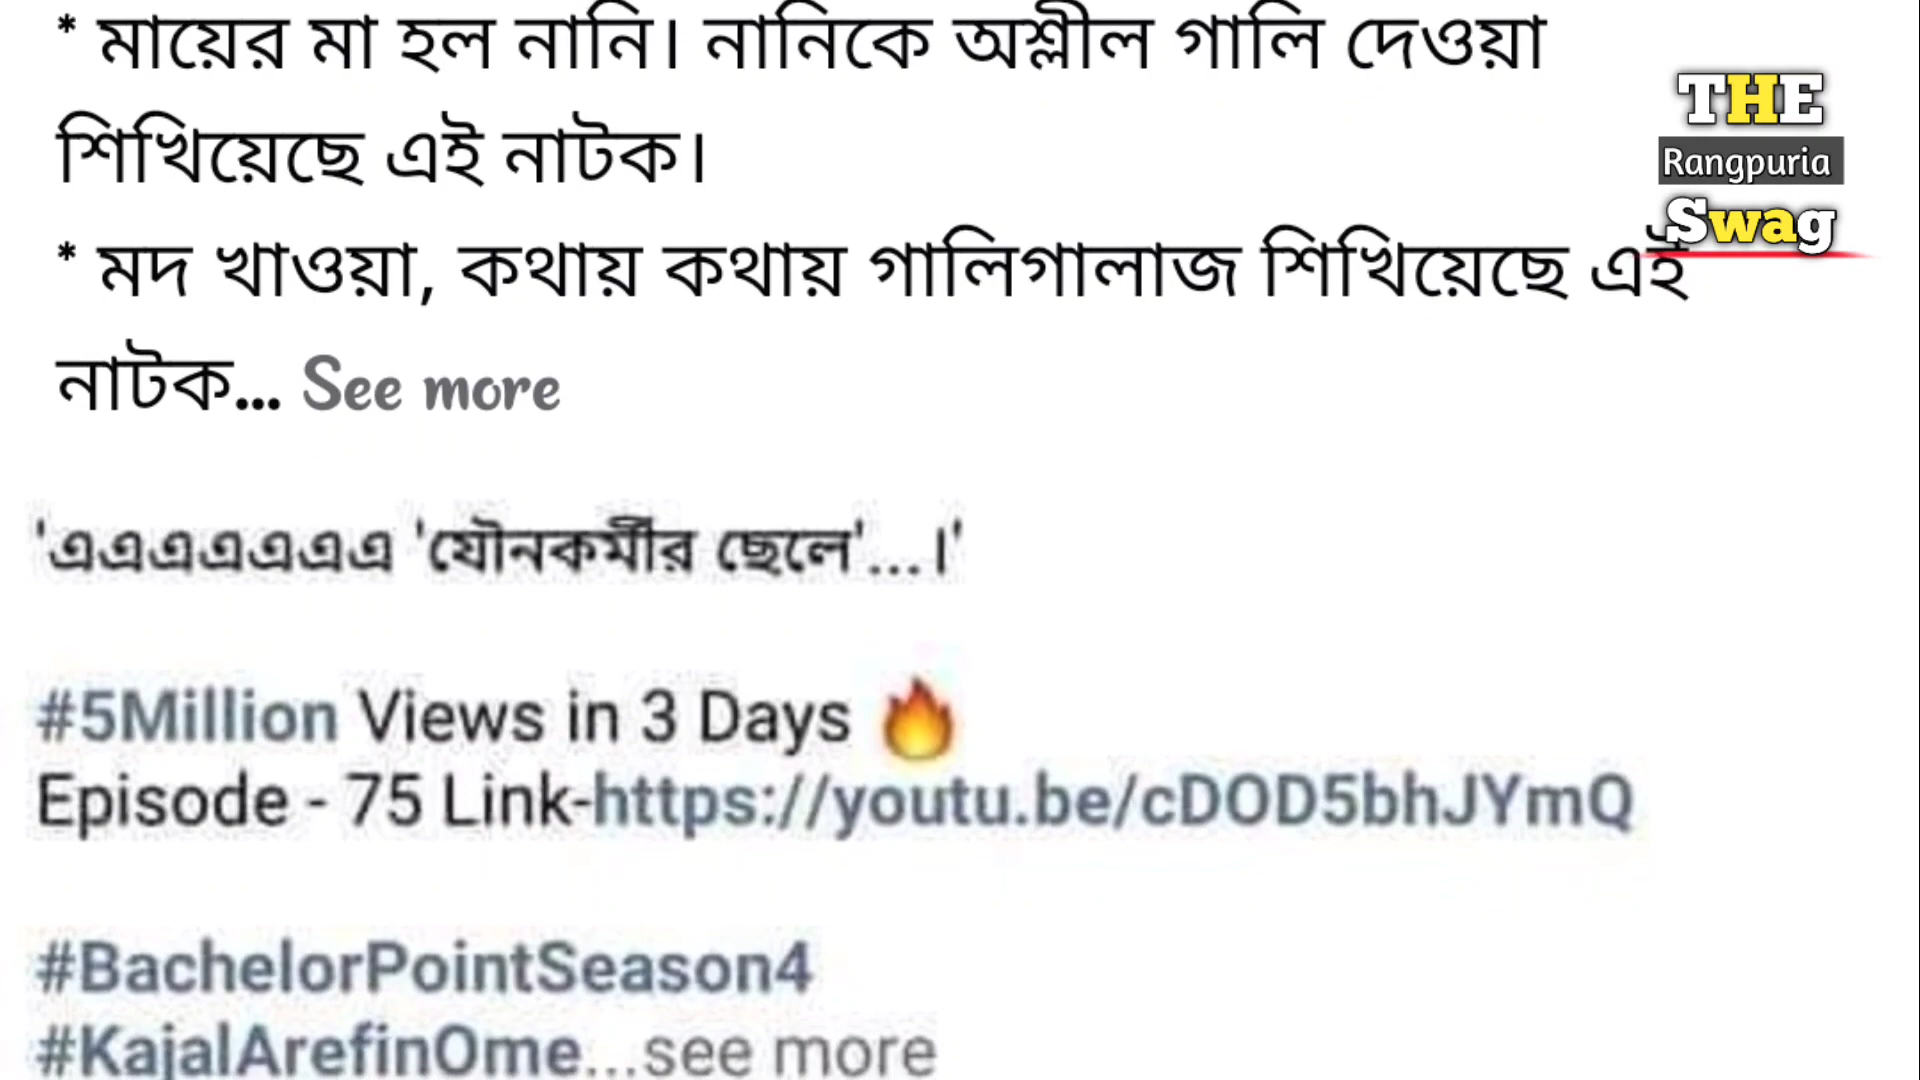 * মায়ের মা হল নানি। নানিকে অশ্লীল গালি দেওয়া
শিখিয়েছে এই নাটক।
* মদ খাওয়া, কথায় কথায় গালিগালাজ শিখিয়েছে এই
নাটক... See more
THE
Rangpuria
Swag
'এএএএএএএ 'যৌনকর্মীর ছেলে'...।'
#5Million Views in 3 Days 🔥
Episode - 75 Link-https://youtu.be/cDOD5bhJYmQ
#BachelorPointSeason4
#KajalArefinOme...see more